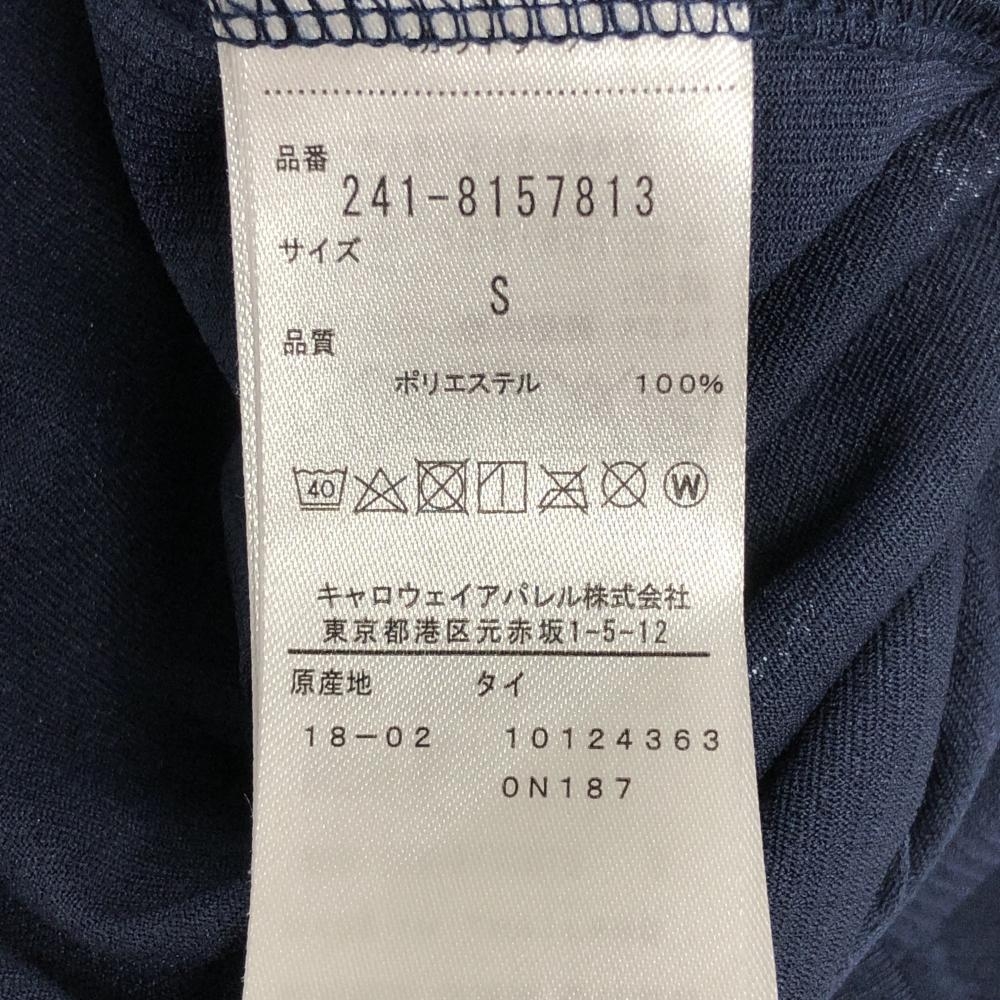 品番
241-8157813
サイズ
S
品質
ポリエステル 100%
40 W
キャロウェイアパレル株式会社
東京都港区元赤坂1-5-12
原産地 タイ
18-02 10124363
0N187